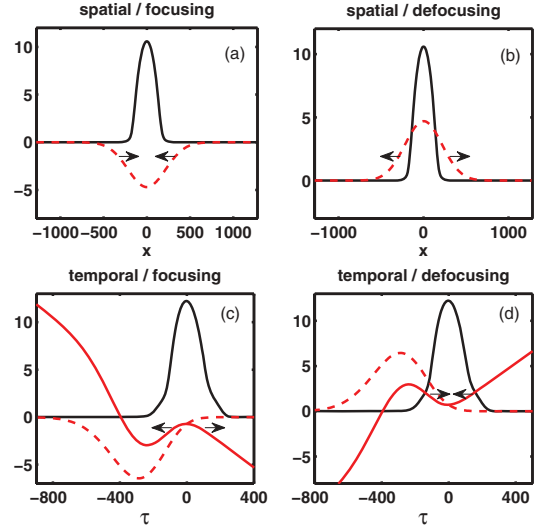 spatial / focusing
spatial / defocusing
10
5
0
−5
(a)
−1000
−500
0
500
1000
x
10
5
0
(b)
−1000
0
1000
x
temporal / focusing
temporal / defocusing
10
5
0
−5
(c)
−800
−400
0
400
τ
10
5
0
−5
(d)
−800
−400
0
400
τ